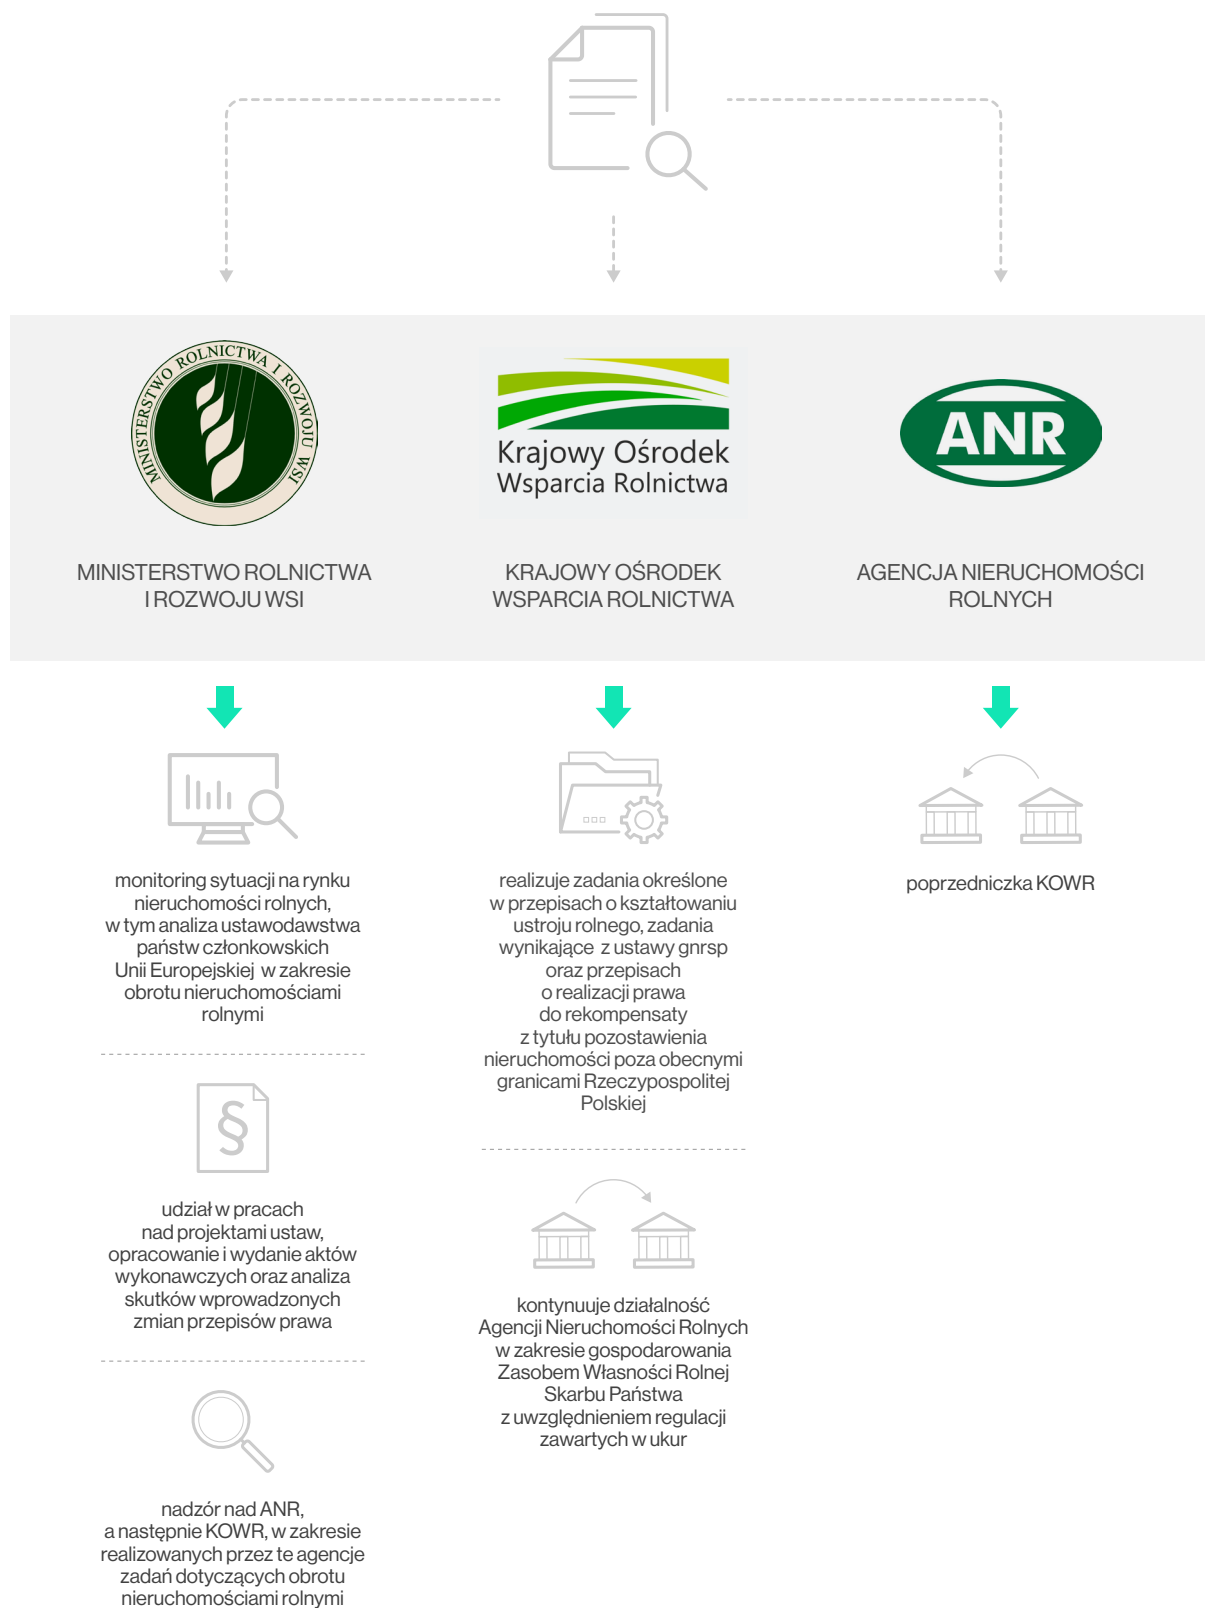 MINISTERSTWO ROLNICTWA I ROZWOJU WSI
Krajowy Ośrodek
Wsparcia Rolnictwa
ANR
MINISTERSTWO ROLNICTWA
I ROZWOJU WSI
KRAJOWY OŚRODEK
WSPARCIA ROLNICTWA
AGENCJA NIERUCHOMOŚCI
ROLNYCH
monitoring sytuacji na rynku
nieruchomości rolnych,
w tym analiza ustawodawstwa
państw członkowskich
Unii Europejskiej w zakresie
obrotu nieruchomościami
rolnymi
§
udział w pracach
nad projektami ustaw,
opracowanie i wydanie aktów
wykonawczych oraz analiza
skutków wprowadzonych
zmian przepisów prawa
nadzór nad ANR,
a następnie KOWR, w zakresie
realizowanych przez te agencje
zadań dotyczących obrotu
nieruchomościami rolnymi
realizuje zadania określone
w przepisach o kształtowaniu
ustroju rolnego, zadania
wynikające z ustawy gnrsp
oraz przepisach
o realizacji prawa
do rekompensaty
z tytułu pozostawienia
nieruchomości poza obecnymi
granicami Rzeczypospolitej
Polskiej
kontynuuje działalność
Agencji Nieruchomości Rolnych
w zakresie gospodarowania
Zasobem Własności Rolnej
Skarbu Państwa
z uwzględnieniem regulacji
zawartych w ukur
poprzedniczka KOWR